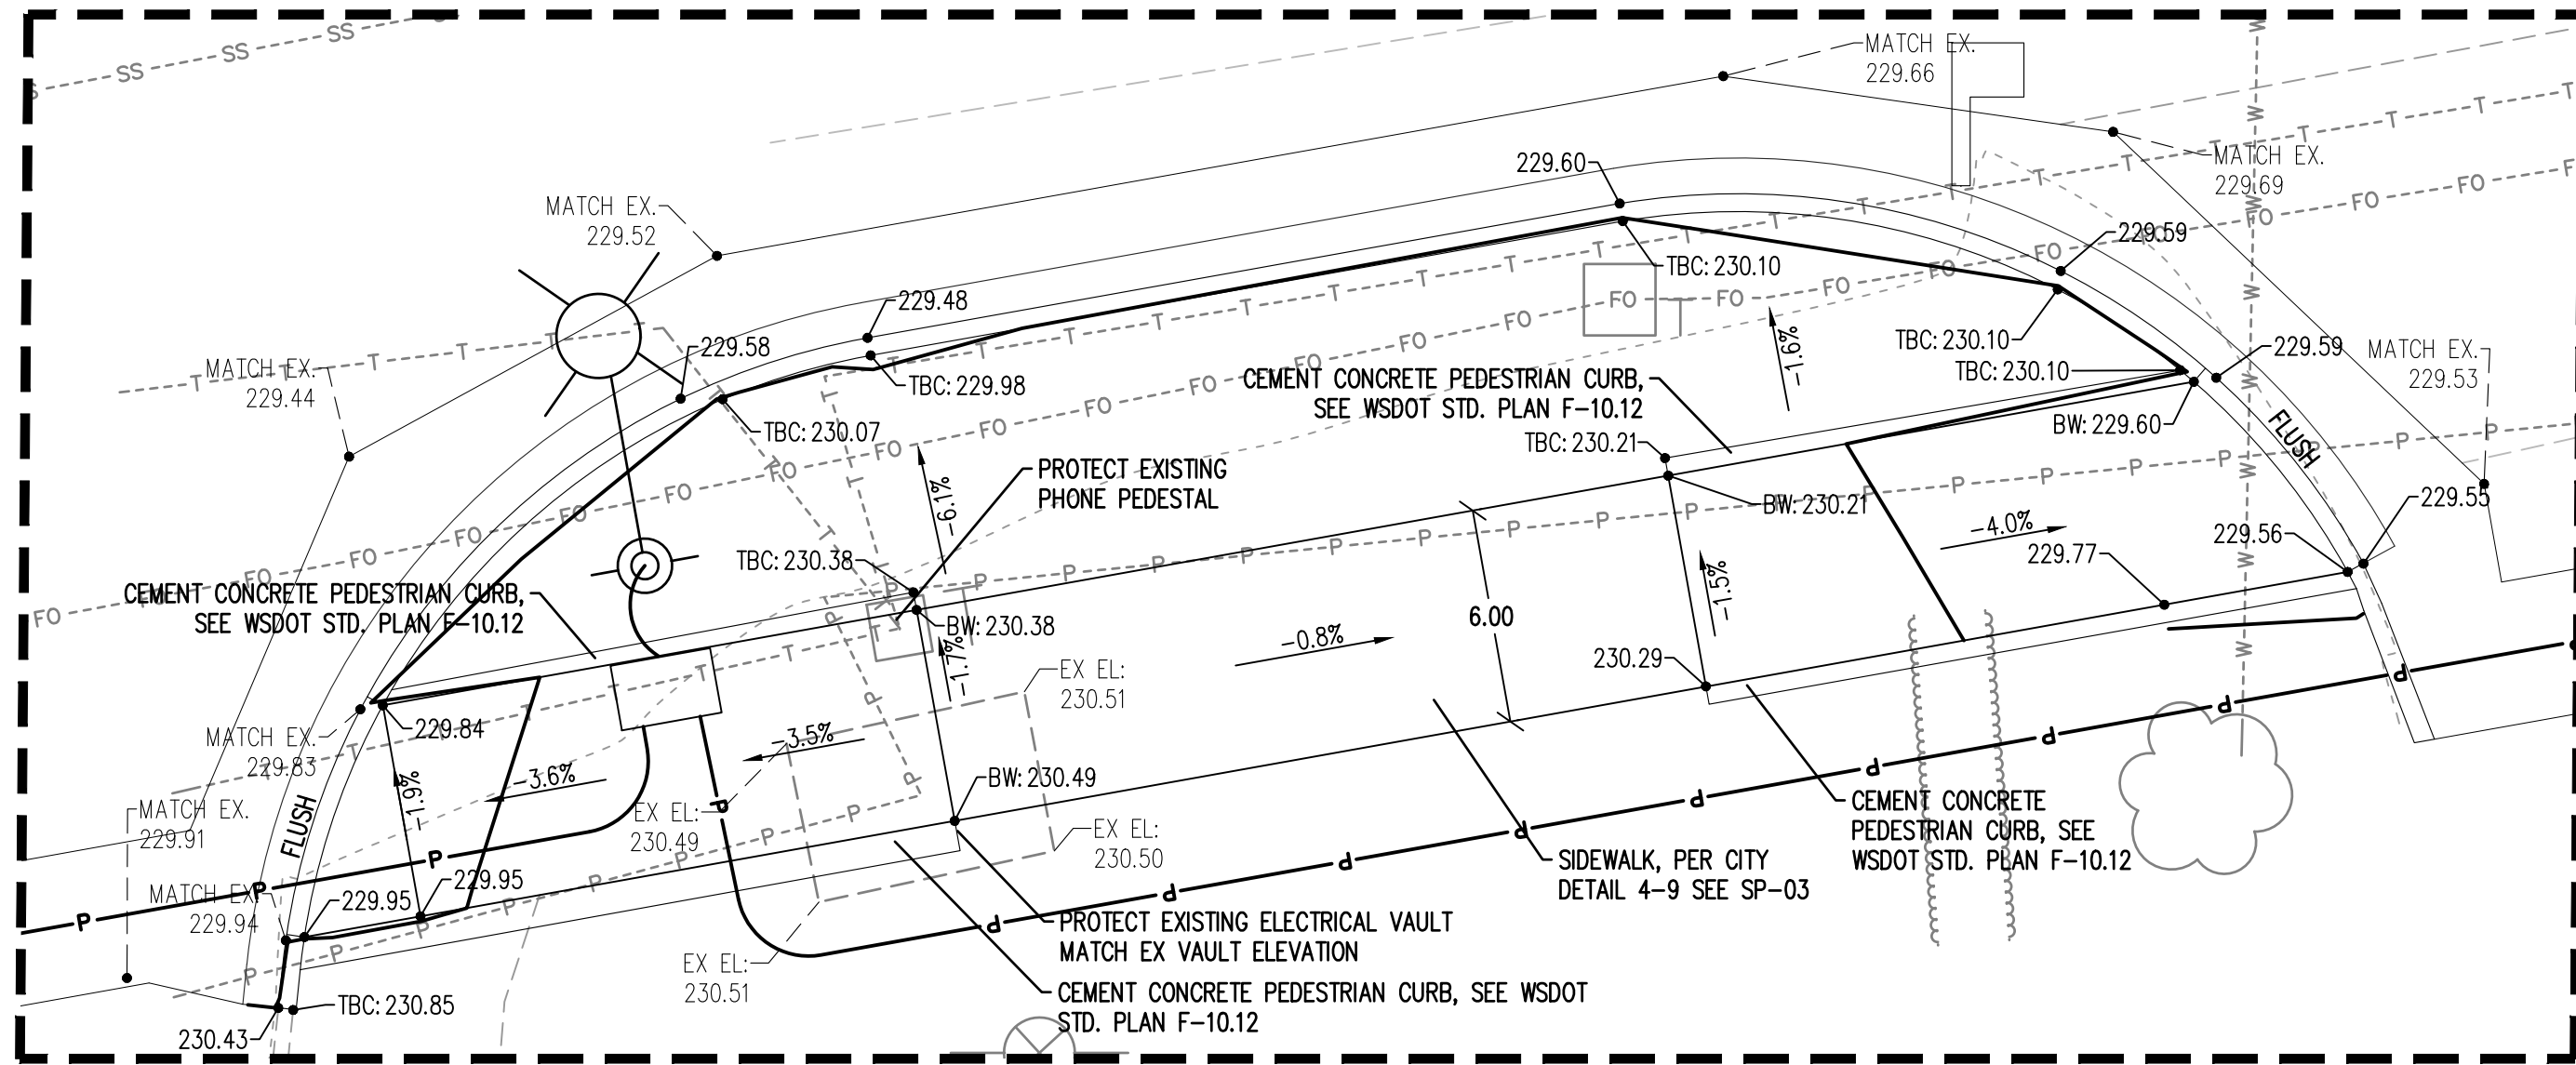 SS
SS
SS
SS
MATCH EX.
229.66
MATCH EX.
229.69
229.60
MATCH EX.
229.52
229.59
229.48
TBC: 230.10
229.58
MATCH EX.
229.44
TBC: 229.98
TBC: 230.10
229.59
MATCH EX.
229.53
TBC: 230.10
-1.6%
CEMENT CONCRETE PEDESTRIAN CURB,
SEE WSDOT STD. PLAN F-10.12
TBC: 230.07
TBC: 230.21
BW: 229.60
FLUSH
PROTECT EXISTING
PHONE PEDESTAL
-9.1%
BW: 230.21
229.55
-4.0%
229.56
229.77
TBC: 230.38
CEMENT CONCRETE PEDESTRIAN CURB,
SEE WSDOT STD. PLAN F-10.12
BW: 230.38
-1.7%
-0.8%
6.00
-1.5%
230.29
EX EL:
230.51
229.84
MATCH EX.
229.83
-3.5%
-3.6%
-1.9%
BW: 230.49
EX EL:
230.49
MATCH EX.
229.91
FLUSH
EX EL:
230.50
CEMENT CONCRETE
PEDESTRIAN CURB, SEE
WSDOT STD. PLAN F-10.12
SIDEWALK, PER CITY
DETAIL 4-9 SEE SP-03
229.95
229.95
MATCH EX.
229.94
PROTECT EXISTING ELECTRICAL VAULT
MATCH EX VAULT ELEVATION
EX EL:
230.51
CEMENT CONCRETE PEDESTRIAN CURB, SEE WSDOT
STD. PLAN F-10.12
TBC: 230.85
230.43